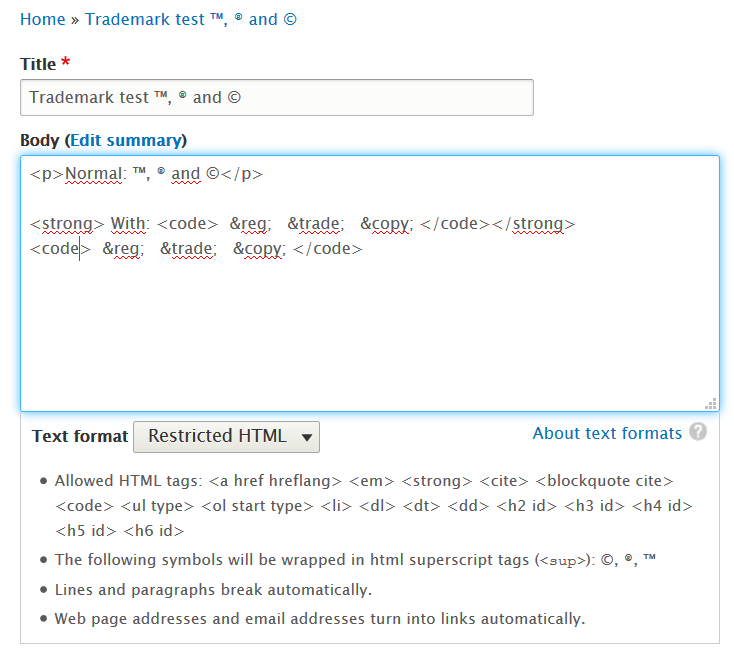 Home » Trademark test ™, ® and ©
Title *
Trademark test ™, ® and ©
Body (Edit summary)
<p>Normal: ™, ® and ©</p>
<strong> With: <code>  &reg;   &trade;   &copy; </code></strong>
<code>  &reg;   &trade;   &copy; </code>
Text format Restricted HTML About text formats ?
• Allowed HTML tags: <a href hreflang> <em> <strong> <cite> <blockquote cite>
<code> <ul type> <ol start type> <li> <dl> <dt> <dd> <h2 id> <h3 id> <h4 id>
<h5 id> <h6 id>
• The following symbols will be wrapped in html superscript tags (<sup>): ©, ®, ™
• Lines and paragraphs break automatically.
• Web page addresses and email addresses turn into links automatically.